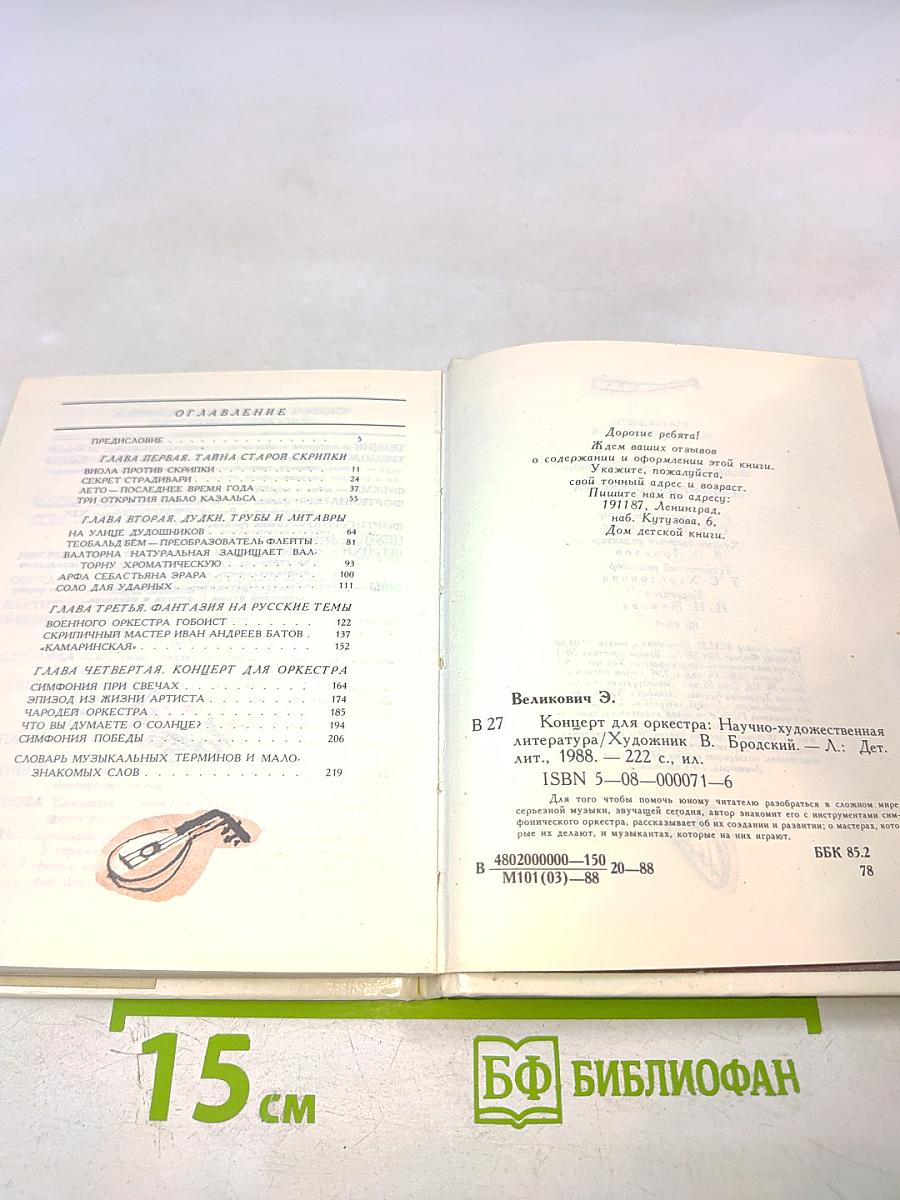 ОГЛАВЛЕНИЕ
ПРЕДИСЛОВИЕ . . . . . . . . . . . . . . . . 5
ГЛАВА ПЕРВАЯ. ТАЙНА СТАРОЙ СКРИПКИ
ВИОЛА ПРОТИВ СКРИПКИ . . . . . . . . . . 11
СЕКРЕТ СТРАДИВАРИ . . . . . . . . . . . . 24
ЛЕТО — ПОСЛЕДНЕЕ ВРЕМЯ ГОДА . . . . . . . 37
ТРИ ОТКРЫТИЯ ПАБЛО КАЗАЛЬСА . . . . . . . 55
ГЛАВА ВТОРАЯ. ДУДКИ, ТРУБЫ И ЛИТАВРЫ
НА УЛИЦЕ ДУДОШНИКОВ . . . . . . . . . . 64
ТЕОБАЛЬД БЁМ — ПРЕОБРАЗОВАТЕЛЬ ФЛЕЙТЫ . 81
ВАЛТОРНА НАТУРАЛЬНАЯ ЗАЩИЩАЕТ ВАЛ-
ТОРНУ ХРОМАТИЧЕСКУЮ . . . . . . . . 93
АРФА СЕБАСТЬЯНА ЭРАРА . . . . . . . . . 100
СОЛО ДЛЯ УДАРНЫХ . . . . . . . . . . . . 111
ГЛАВА ТРЕТЬЯ. ФАНТАЗИЯ НА РУССКИЕ ТЕМЫ
ВОЕННОГО ОРКЕСТРА ГОБОИСТ . . . . . . . 122
СКРИПИЧНЫЙ МАСТЕР ИВАН АНДРЕЕВ БАТОВ . 137
«КАМАРИНСКАЯ» . . . . . . . . . . . . . . 152
ГЛАВА ЧЕТВЕРТАЯ. КОНЦЕРТ ДЛЯ ОРКЕСТРА
СИМФОНИЯ ПРИ СВЕЧАХ . . . . . . . . . . 164
ЭПИЗОД ИЗ ЖИЗНИ АРТИСТА . . . . . . . . 174
ЧАРОДЕЙ ОРКЕСТРА . . . . . . . . . . . . 185
ЧТО ВЫ ДУМАЕТЕ О СОЛНЦЕ? . . . . . . . . 194
СИМФОНИЯ ПОБЕДЫ . . . . . . . . . . . . 206
СЛОВАРЬ МУЗЫКАЛЬНЫХ ТЕРМИНОВ И МАЛО-
ЗНАКОМЫХ СЛОВ . . . . . . . . . . . . 219
Дорогие ребята!
Ждем ваших отзывов
о содержании и оформлении этой книги.
Укажите, пожалуйста,
свой точный адрес и возраст.
Пишите нам по адресу:
191187, Ленинград,
наб. Кутузова, 6,
Дом детской книги.
Великович Э.
В 27 Концерт для оркестра: Научно-художественная
литература/Художник В. Бродский. — Л.: Дет.
лит., 1988. — 222 с., ил.
ISBN 5—08—000071—6
Для того чтобы помочь юному читателю разобраться в сложном мире
серьезной музыки, звучащей сегодня, автор знакомит его с инструментами сим-
фонического оркестра, рассказывает об их создании и развитии; о мастерах, кото-
рые их делают, и музыкантах, которые на них играют.
В 4802000000—150 20—88
М101(03)—88
ББК 85.2
78
15 см
БФ БИБЛИОФАН